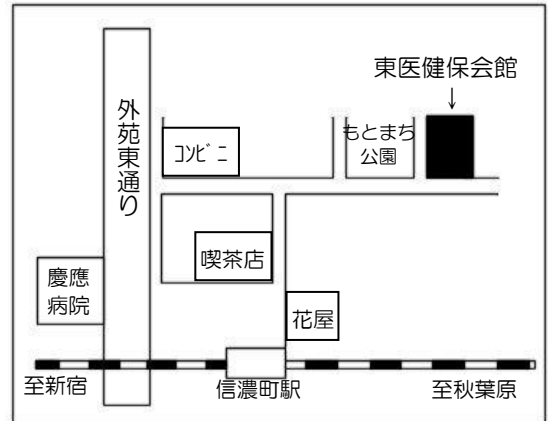 東医健保会館
↓
外苑東通り
コンビニ
もとまち
公園
喫茶店
慶應
病院
花屋
至新宿
信濃町駅
至秋葉原